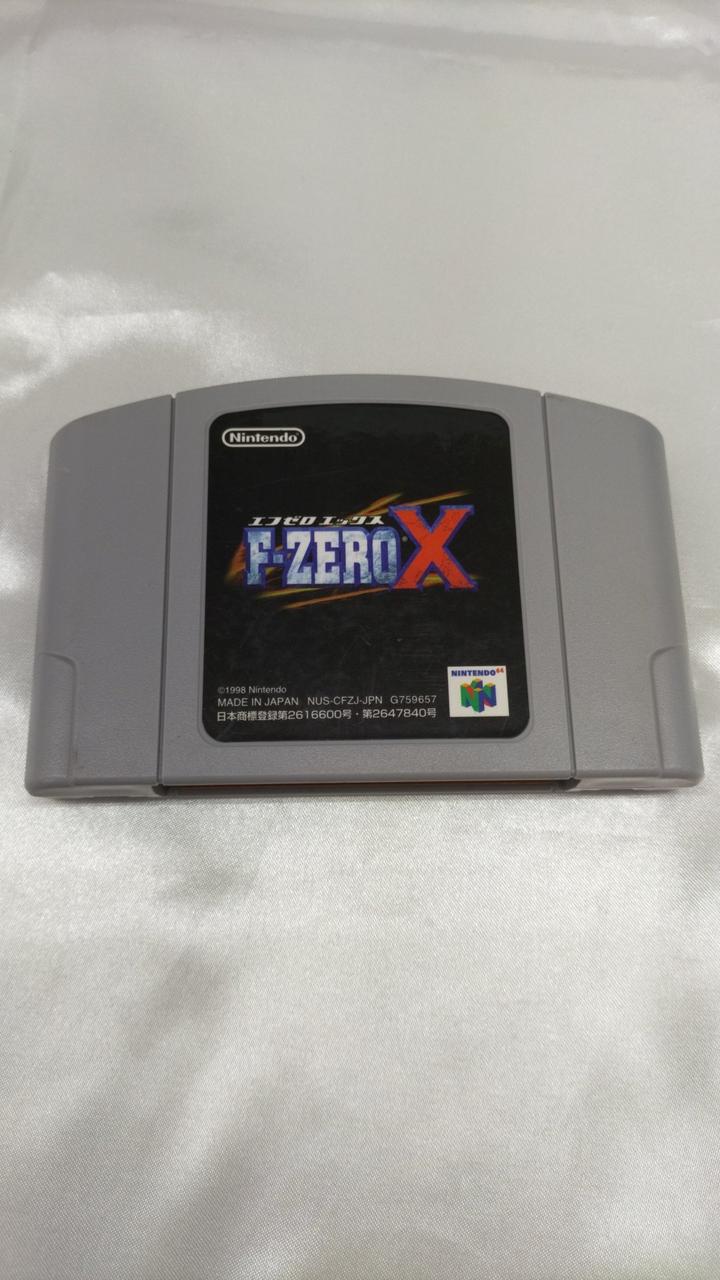 Nintendo
エフゼロ エックス
F-ZERO X
©1998 Nintendo
MADE IN JAPAN NUS-CFZJ-JPN G759657
日本商標登録第2616600号・第2647840号
NINTENDO 64